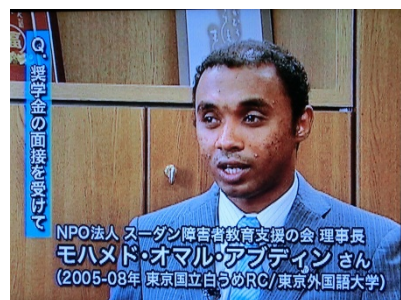 Q. 奨学金の面接を受けて
NPO法人 スーダン障害者教育支援の会 理事長
モハメド・オマル・アブディン さん
(2005-08年 東京国立白うめRC/東京外国語大学)